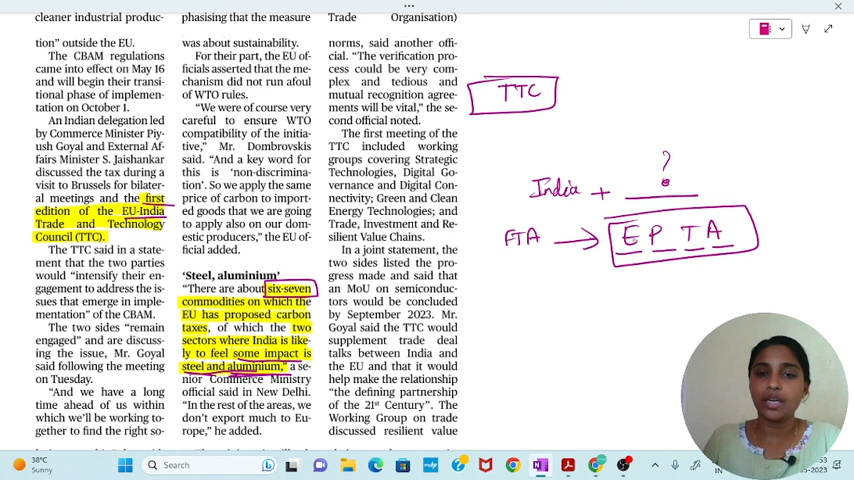 cleaner industrial produc-
tion” outside the EU.
The CBAM regulations
came into effect on May 16
and will begin their transi-
tional phase of implemen-
tation on October 1.
An Indian delegation led
by Commerce Minister Piy-
ush Goyal and External Af-
fairs Minister S. Jaishankar
discussed the tax during a
visit to Brussels for bilater-
al meetings and the first
edition of the EU-India
Trade and Technology
Council (TTC).
The TTC said in a state-
ment that the two parties
would “intensify their en-
gagement to address the is-
sues that emerge in imple-
mentation” of the CBAM.
The two sides “remain
engaged” and are discuss-
ing the issue, Mr. Goyal
said following the meeting
on Tuesday.
“And we have a long
time ahead of us within
which we’ll be working to-
gether to find the right so-
phasising that the measure
was about sustainability.
For their part, the EU of-
ficials asserted that the me-
chanism did not run afoul
of WTO rules.
“We were of course very
careful to ensure WTO
compatibility of the initia-
tive,” Mr. Dombrovskis
said. “And a key word for
this is ‘non-discrimina-
tion’. So we apply the same
price of carbon to import-
ed goods that we are going
to apply also on our dom-
estic producers,” the EU of-
ficial added.
‘Steel, aluminium’
“There are about six-seven
commodities on which the
EU has proposed carbon
taxes, of which the two
sectors where India is like-
ly to feel some impact is
steel and aluminium,” a se-
nior Commerce Ministry
official said in New Delhi.
“In the rest of the areas, we
don’t export much to Eu-
rope,” he added.
Trade Organisation)
norms, said another offi-
cial. “The verification pro-
cess could be very com-
plex and tedious and
mutual recognition agree-
ments will be vital,” the se-
cond official noted.
The first meeting of the
TTC included working
groups covering Strategic
Technologies, Digital Go-
vernance and Digital Con-
nectivity; Green and Clean
Energy Technologies; and
Trade, Investment and Re-
silient Value Chains.
In a joint statement, the
two sides listed the pro-
gress made and said that
an MoU on semiconduc-
tors would be concluded
by September 2023. Mr.
Goyal said the TTC would
supplement trade deal
talks between India and
the EU and that it would
help make the relationship
“the defining partnership
of the 21st Century”. The
Working Group on trade
discussed resilient value
TTC
?
India +
FTA → EPTA
38°C
Sunny
Search